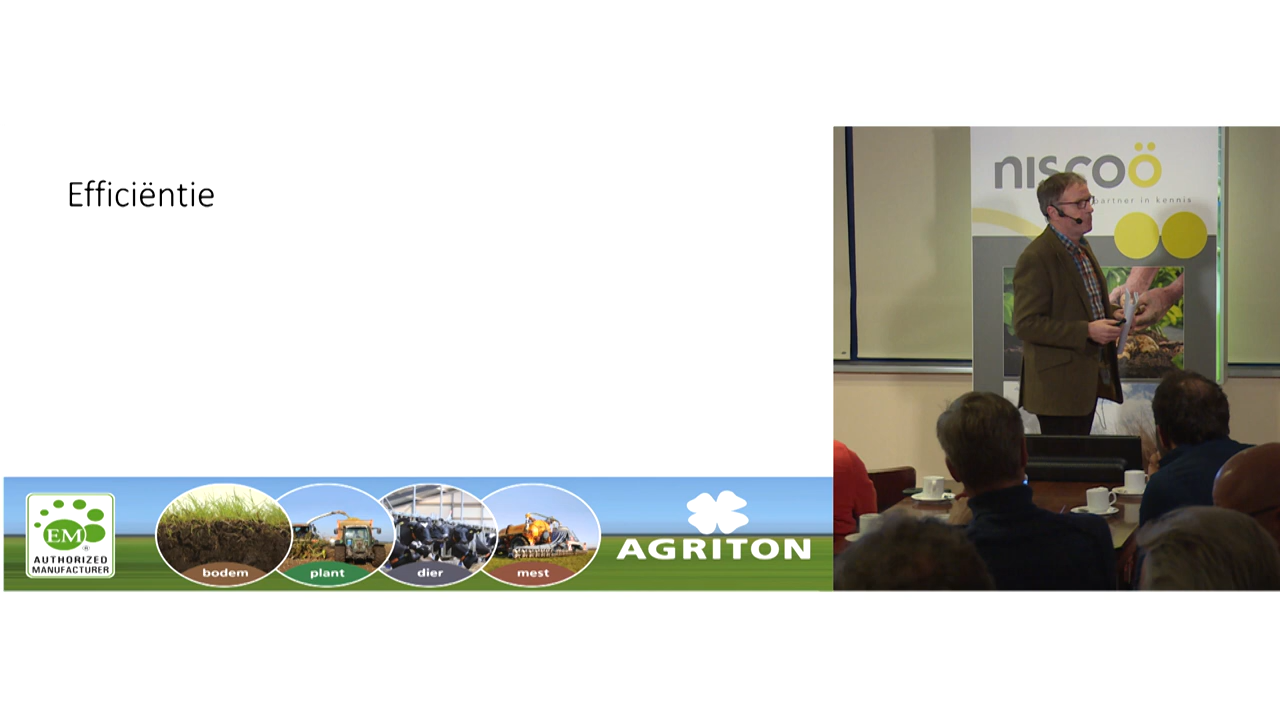 Efficiëntie
niscoö
partner in kennis
EM
®
AUTHORIZED
MANUFACTURER
bodem
plant
dier
mest
AGRITON